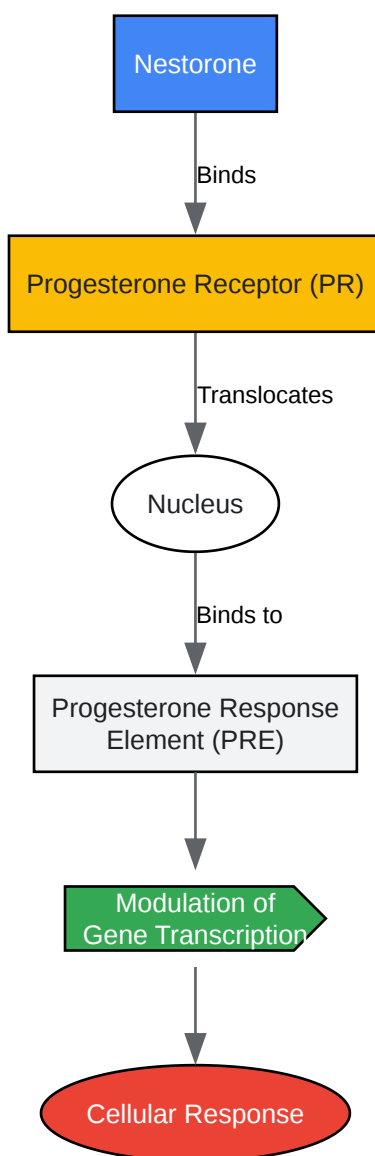 Nestorone
Binds
Progesterone Receptor (PR)
Translocates
Nucleus
Binds to
Progesterone Response
Element (PRE)
Modulation of
Gene Transcription
Cellular Response